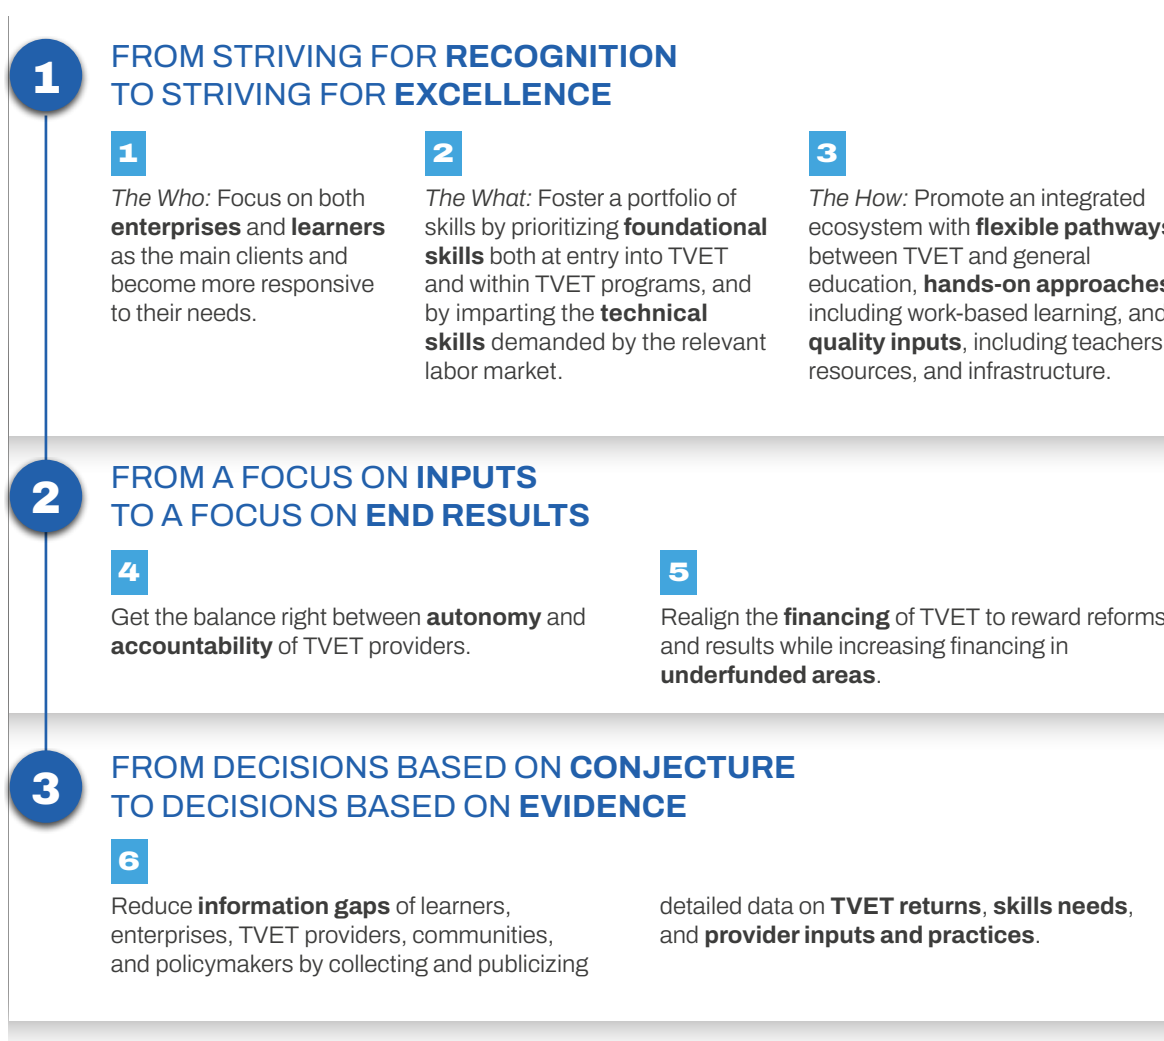 1
FROM STRIVING FOR RECOGNITION
TO STRIVING FOR EXCELLENCE
1
The Who: Focus on both
enterprises and learners
as the main clients and
become more responsive
to their needs.
2
The What: Foster a portfolio of
skills by prioritizing foundational
skills both at entry into TVET
and within TVET programs, and
by imparting the technical
skills demanded by the relevant
labor market.
3
The How: Promote an integrated
ecosystem with flexible pathways
between TVET and general
education, hands-on approaches
including work-based learning, and
quality inputs, including teachers
resources, and infrastructure.
2
FROM A FOCUS ON INPUTS
TO A FOCUS ON END RESULTS
4
Get the balance right between autonomy and
accountability of TVET providers.
5
Realign the financing of TVET to reward reforms
and results while increasing financing in
underfunded areas.
3
FROM DECISIONS BASED ON CONJECTURE
TO DECISIONS BASED ON EVIDENCE
6
Reduce information gaps of learners,
enterprises, TVET providers, communities,
and policymakers by collecting and publicizing
detailed data on TVET returns, skills needs,
and provider inputs and practices.